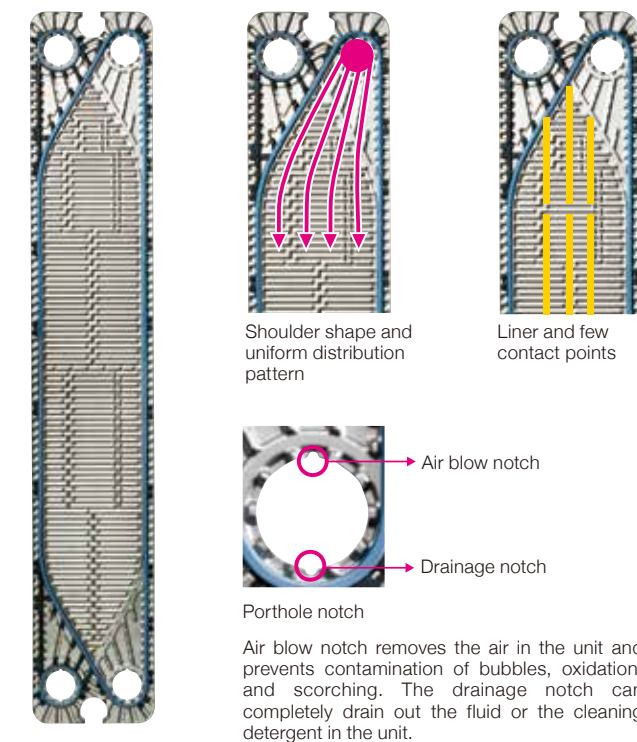 Shoulder shape and
uniform distribution
pattern
Liner and few
contact points
Air blow notch
Drainage notch
Porthole notch
Air blow notch removes the air in the unit and
prevents contamination of bubbles, oxidation
and scorching. The drainage notch can
completely drain out the fluid or the cleaning
detergent in the unit.